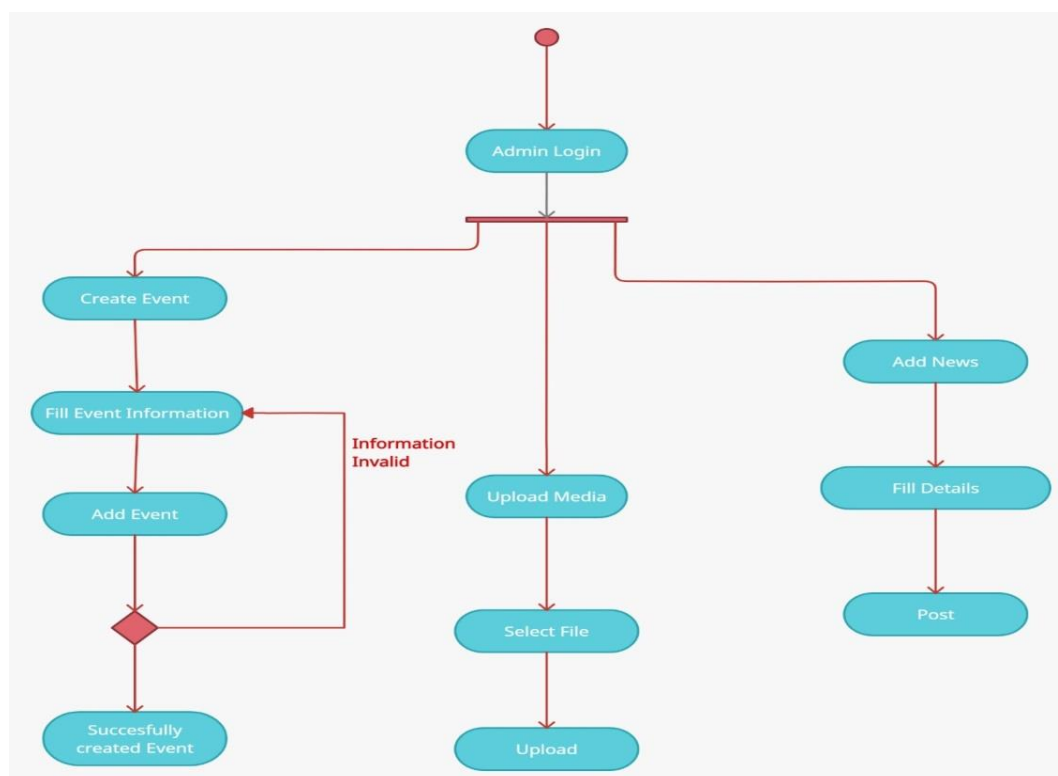 Admin Login
Create Event
Add News
Fill Event Information
Information
Invalid
Upload Media
Fill Details
Add Event
Select File
Post
Succesfully
created Event
Upload